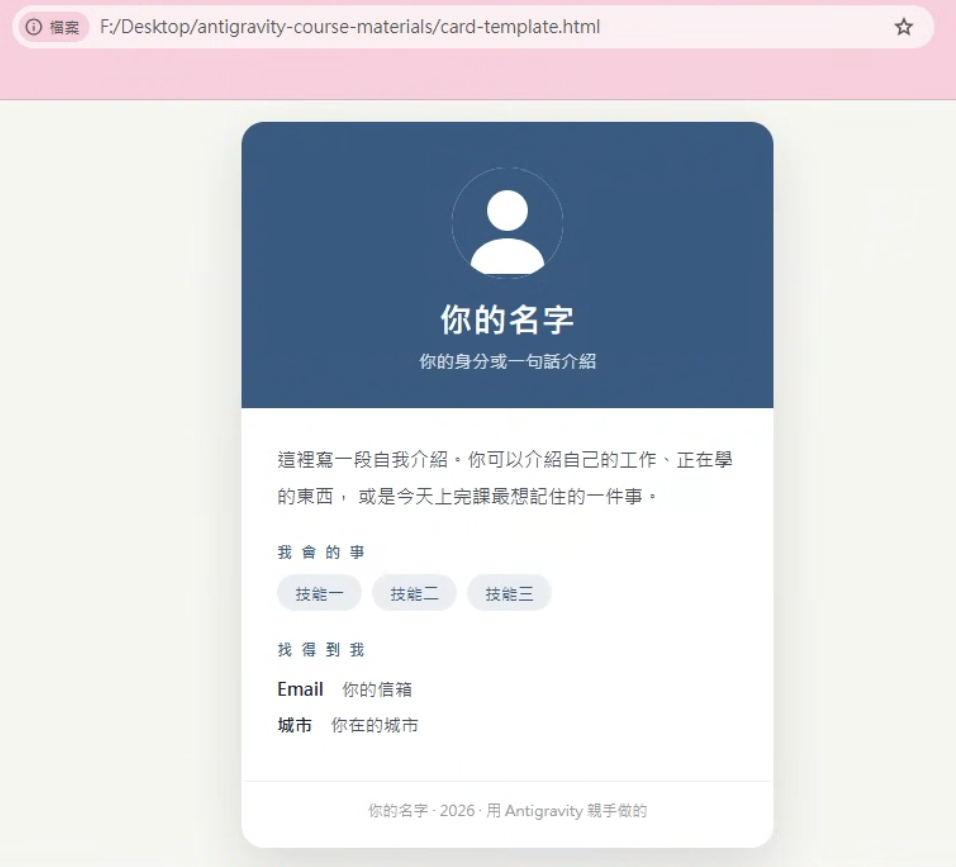 檔案 F:/Desktop/antigravity-course-materials/card-template.html
你的名字
你的身分或一句話介紹
這裡寫一段自我介紹。你可以介紹自己的工作、正在學
的東西， 或是今天上完課最想記住的一件事。
我會的事
技能一 技能二 技能三
找得到我
Email 你的信箱
城市 你在的城市
你的名字 · 2026 · 用 Antigravity 親手做的